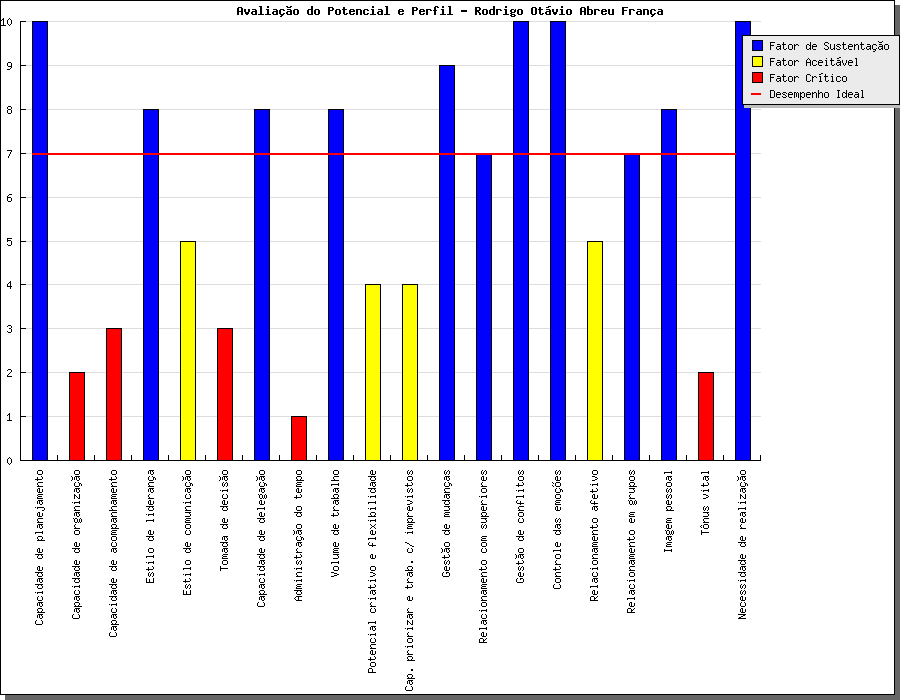 Avaliação do Potencial e Perfil - Rodrigo Otávio Abreu França
10
9
8
7
6
5
4
3
2
1
0
Fator de Sustentação
Fator Aceitável
Fator Crítico
Desempenho Ideal
Capacidade de planejamento
Capacidade de organização
Capacidade de acompanhamento
Estilo de liderança
Estilo de comunicação
Tomada de decisão
Capacidade de delegação
Administração do tempo
Volume de trabalho
Potencial criativo e flexibilidade
Cap. priorizar e trab. c/ imprevistos
Gestão de mudanças
Relacionamento com superiores
Gestão de conflitos
Controle das emoções
Relacionamento afetivo
Relacionamento em grupos
Imagem pessoal
Tônus vital
Necessidade de realização